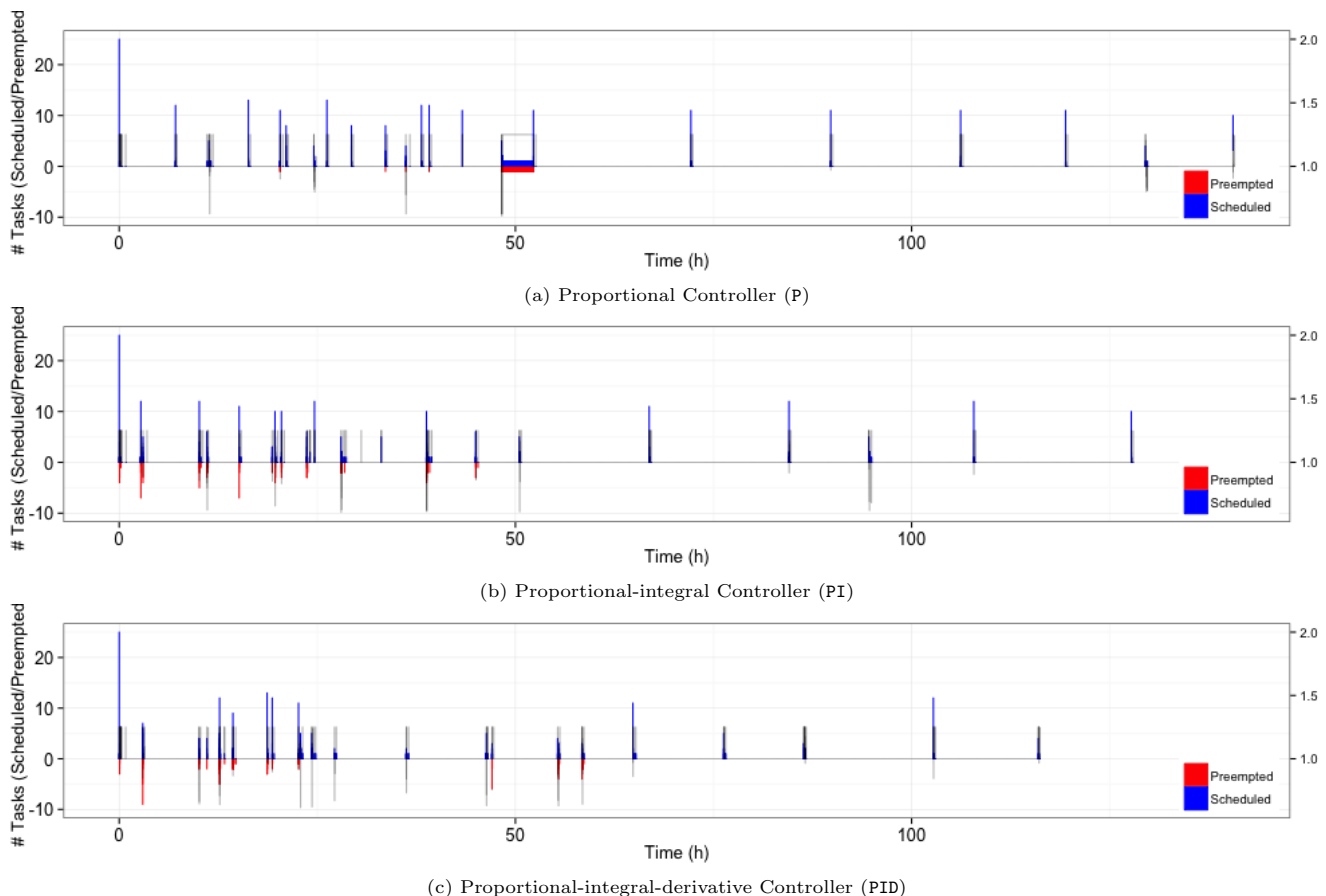 # Tasks (Scheduled/Preempted
20
10
0
-10
2.0
1.5
1.0
Preempted
Scheduled
0 50 100
Time (h)
(a) Proportional Controller (P)
# Tasks (Scheduled/Preempted
20
10
0
-10
2.0
1.5
1.0
Preempted
Scheduled
0 50 100
Time (h)
(b) Proportional-integral Controller (PI)
# Tasks (Scheduled/Preempted
20
10
0
-10
2.0
1.5
1.0
Preempted
Scheduled
0 50 100
Time (h)
(c) Proportional-integral-derivative Controller (PID)